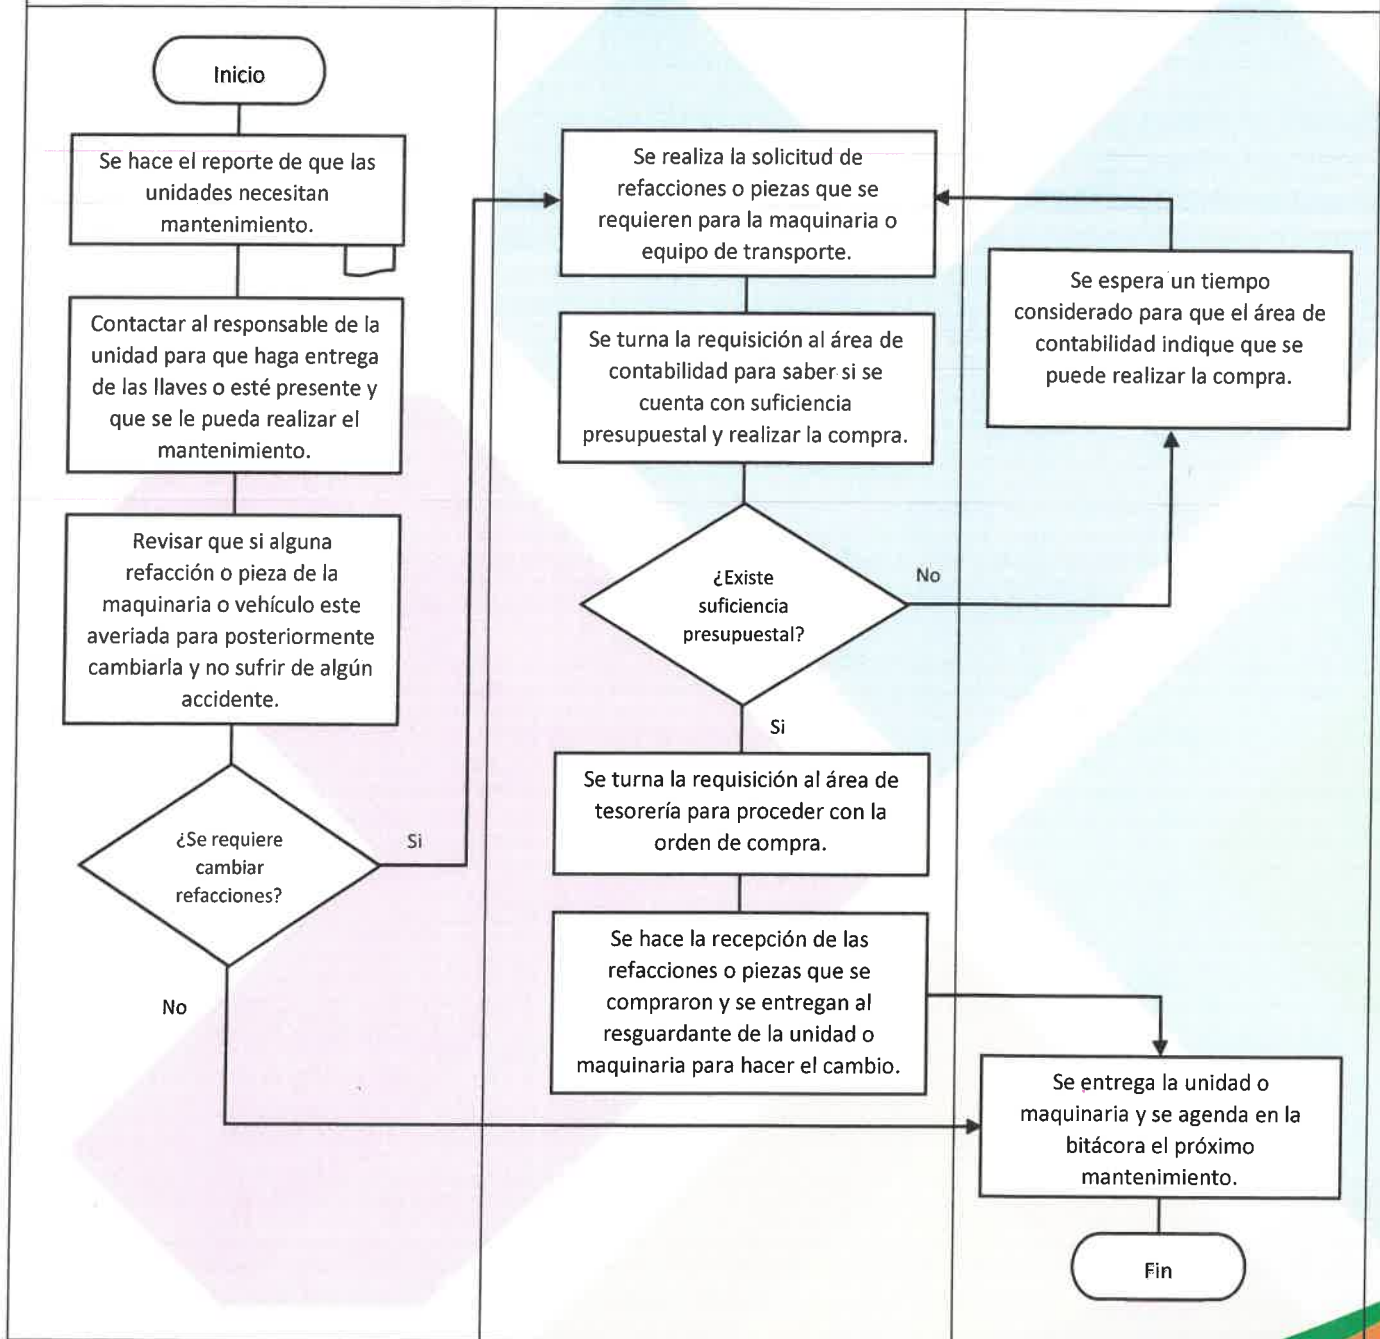 Inicio
Se hace el reporte de que las
unidades necesitan
mantenimiento.
Contactar al responsable de la
unidad para que haga entrega
de las llaves o esté presente y
que se le pueda realizar el
mantenimiento.
Revisar que si alguna
refacción o pieza de la
maquinaria o vehículo este
averiada para posteriormente
cambiarla y no sufrir de algún
accidente.
¿Se requiere
cambiar
refacciones?
Si
No
Se realiza la solicitud de
refacciones o piezas que se
requieren para la maquinaria o
equipo de transporte.
Se turna la requisición al área de
contabilidad para saber si se
cuenta con suficiencia
presupuestal y realizar la compra.
¿Existe
suficiencia
presupuestal?
No
Si
Se turna la requisición al área de
tesorería para proceder con la
orden de compra.
Se hace la recepción de las
refacciones o piezas que se
compraron y se entregan al
resguardante de la unidad o
maquinaria para hacer el cambio.
Se espera un tiempo
considerado para que el área de
contabilidad indique que se
puede realizar la compra.
Se entrega la unidad o
maquinaria y se agenda en la
bitácora el próximo
mantenimiento.
Fin